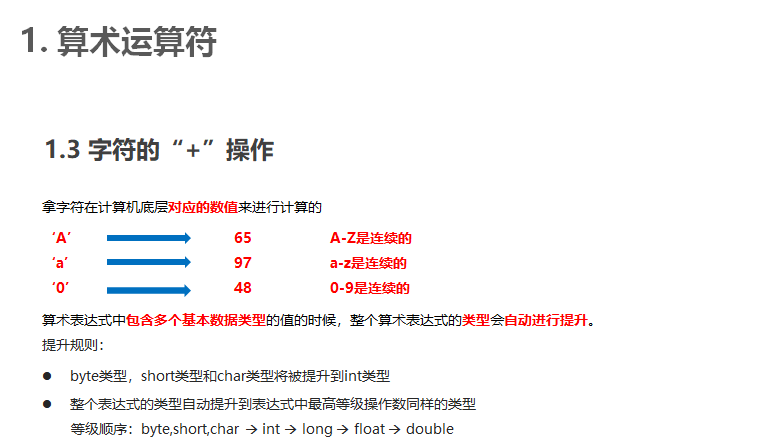 1. 算术运算符
1.3 字符的“+”操作
拿字符在计算机底层对应的数值来进行计算的
‘A’ 65 A-Z是连续的
‘a’ 97 a-z是连续的
‘0’ 48 0-9是连续的
算术表达式中包含多个基本数据类型的值的时候，整个算术表达式的类型会自动进行提升。
提升规则：
● byte类型，short类型和char类型将被提升到int类型
● 整个表达式的类型自动提升到表达式中最高等级操作数同样的类型
等级顺序：byte,short,char → int → long → float → double